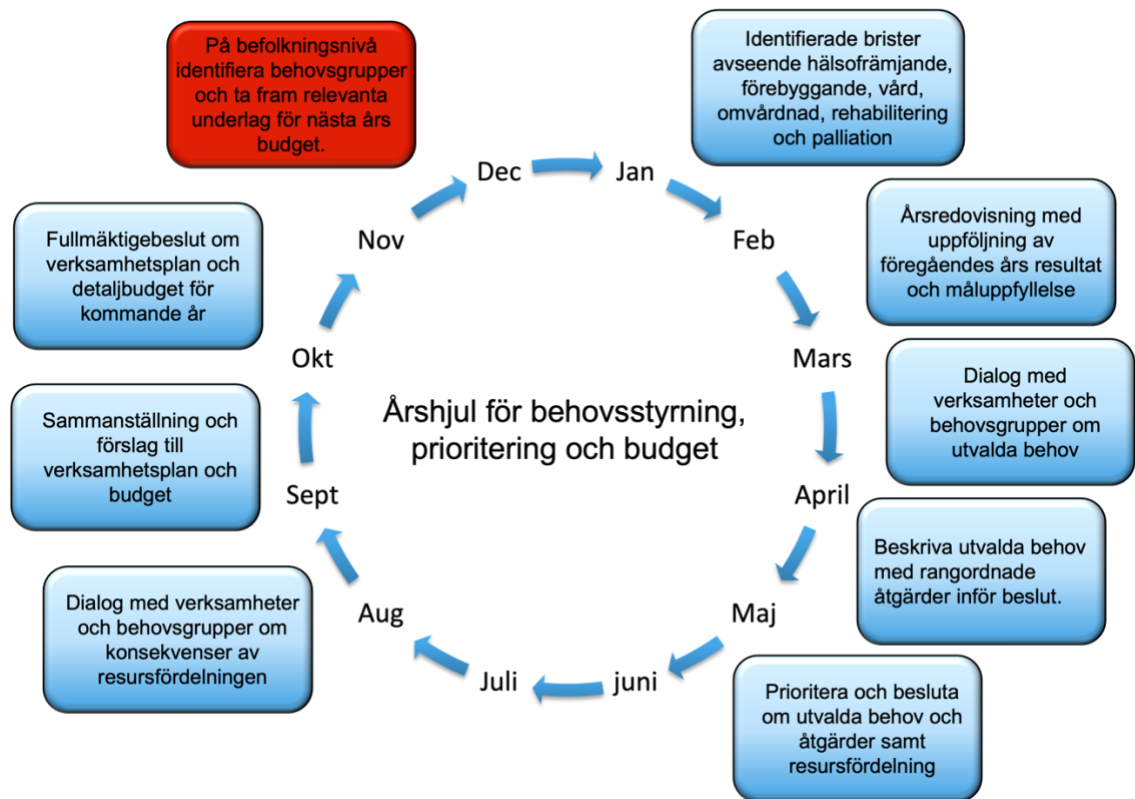 På befolkningsnivå
identifiera behovsgrupper
och ta fram relevanta
underlag för nästa års
budget.
Identifierade brister
avseende hälsofrämjande,
förebyggande, vård,
omvårdnad, rehabilitering
och palliation
Årsredovisning med
uppföljning av
föregåendes års resultat
och måluppfyllelse
Dialog med
verksamheter och
behovsgrupper om
utvalda behov
Beskriva utvalda behov
med rangordnade
åtgärder inför beslut.
Prioritera och besluta
om utvalda behov och
åtgärder samt
resursfördelning
Dialog med verksamheter
och behovsgrupper om
konsekvenser av
resursfördelningen
Sammanställning och
förslag till
verksamhetsplan och
budget
Fullmäktigebeslut om
verksamhetsplan och
detaljbudget för
kommande år
Dec
Jan
Feb
Mars
April
Maj
juni
Juli
Aug
Sept
Okt
Nov
Årshjul för behovsstyrning,
prioritering och budget